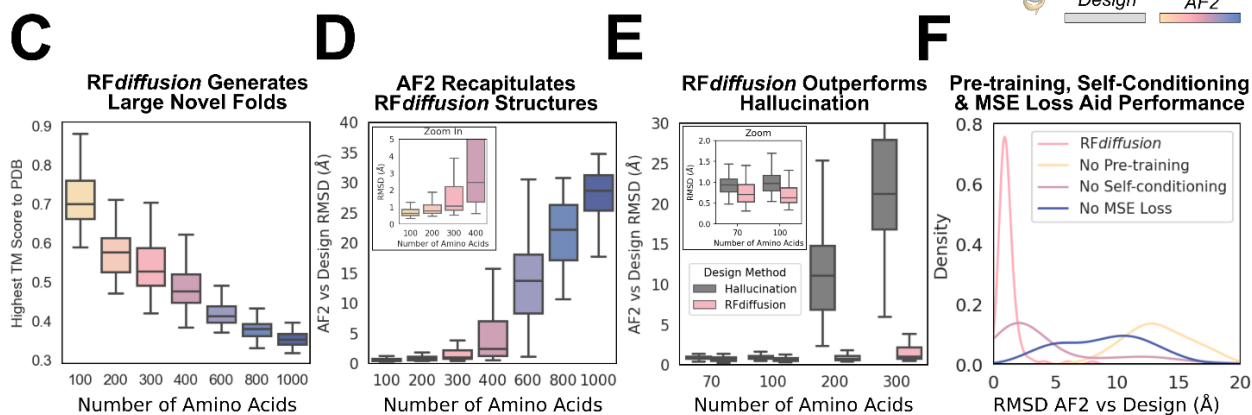 Design AF2
C
RFdiffusion Generates
Large Novel Folds
Highest TM Score to PDB
0.9
0.8
0.7
0.6
0.5
0.4
0.3
100 200 300 400 600 800 1000
Number of Amino Acids
D
AF2 Recapitulates
RFdiffusion Structures
AF2 vs Design RMSD (Å)
40
35
30
25
20
15
10
5
0
Zoom In
RMSD (Å)
5
4
3
2
1
0
100 200 300 400
Number of Amino Acids
100 200 300 400 600 800 1000
Number of Amino Acids
E
RFdiffusion Outperforms
Hallucination
AF2 vs Design RMSD (Å)
30
25
20
15
10
5
0
Zoom
RMSD (Å)
2.0
1.5
1.0
0.5
0.0
70 100
Number of Amino Acids
Design Method
Hallucination
RFdiffusion
70 100 200 300
Number of Amino Acids
F
Pre-training, Self-Conditioning
& MSE Loss Aid Performance
Density
0.8
0.6
0.4
0.2
0.0
RFdiffusion
No Pre-training
No Self-conditioning
No MSE Loss
0 5 10 15 20
RMSD AF2 vs Design (Å)